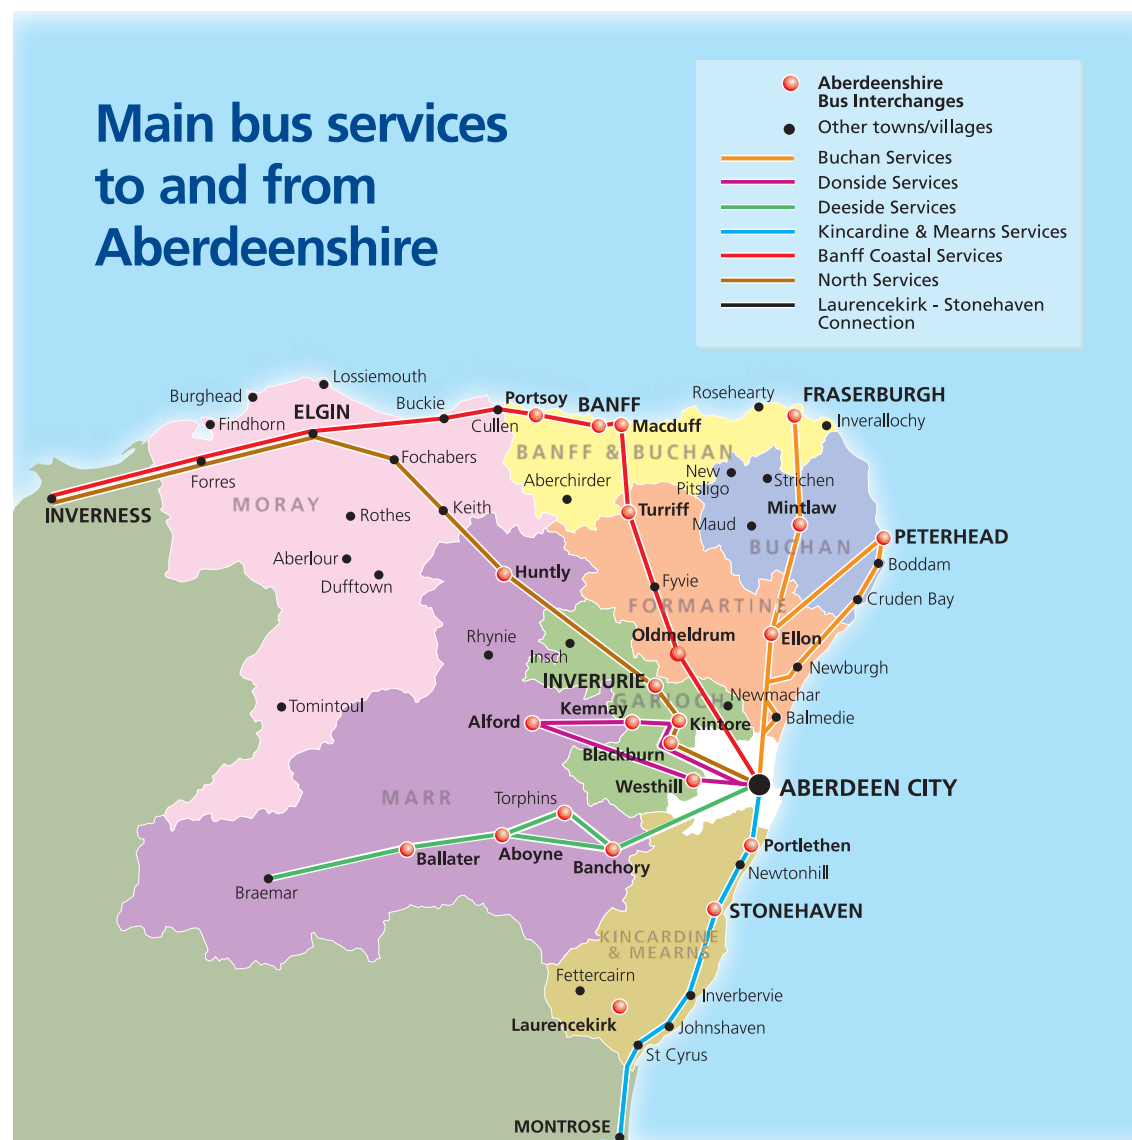 Main bus services
to and from
Aberdeenshire
Aberdeenshire
Bus Interchanges
Other towns/villages
Buchan Services
Donside Services
Deeside Services
Kincardine & Mearns Services
Banff Coastal Services
North Services
Laurencekirk - Stonehaven
Connection
Lossiemouth
Burghead
Findhorn
ELGIN
Buckie
Cullen
Portsoy
BANFF
Macduff
Rosehearty
FRASERBURGH
Inverallochy
BANFF & BUCHAN
Forres
Fochabers
INVERNESS
MORAY
Keith
Rothes
Aberlour
Dufftown
Aberchirder
New
Pitsligo
Strichen
Turriff
Maud
Mintlaw
BUCHAN
PETERHEAD
Boddam
Cruden Bay
Huntly
Fyvie
FORMARTINE
Rhynie
Insch
Oldmeldrum
Ellon
Newburgh
INVERURIE
GARIOCH
Newmachar
Tomintoul
Alford
Kemnay
Kintore
Balmedie
Blackburn
Westhill
ABERDEEN CITY
MARR
Torphins
Ballater
Aboyne
Banchory
Braemar
Portlethen
Newtonhill
STONEHAVEN
KINCARDINE
& MEARNS
Fettercairn
Laurencekirk
Inverbervie
Johnshaven
St Cyrus
MONTROSE